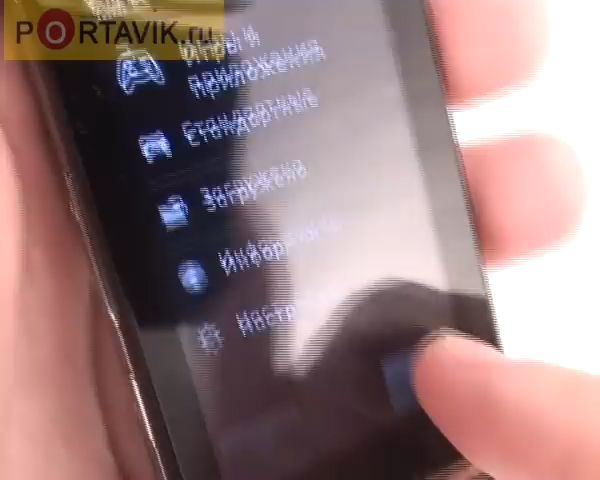 PORTAVIK.ru
Игры и
приложения
Стандартные
Загружено